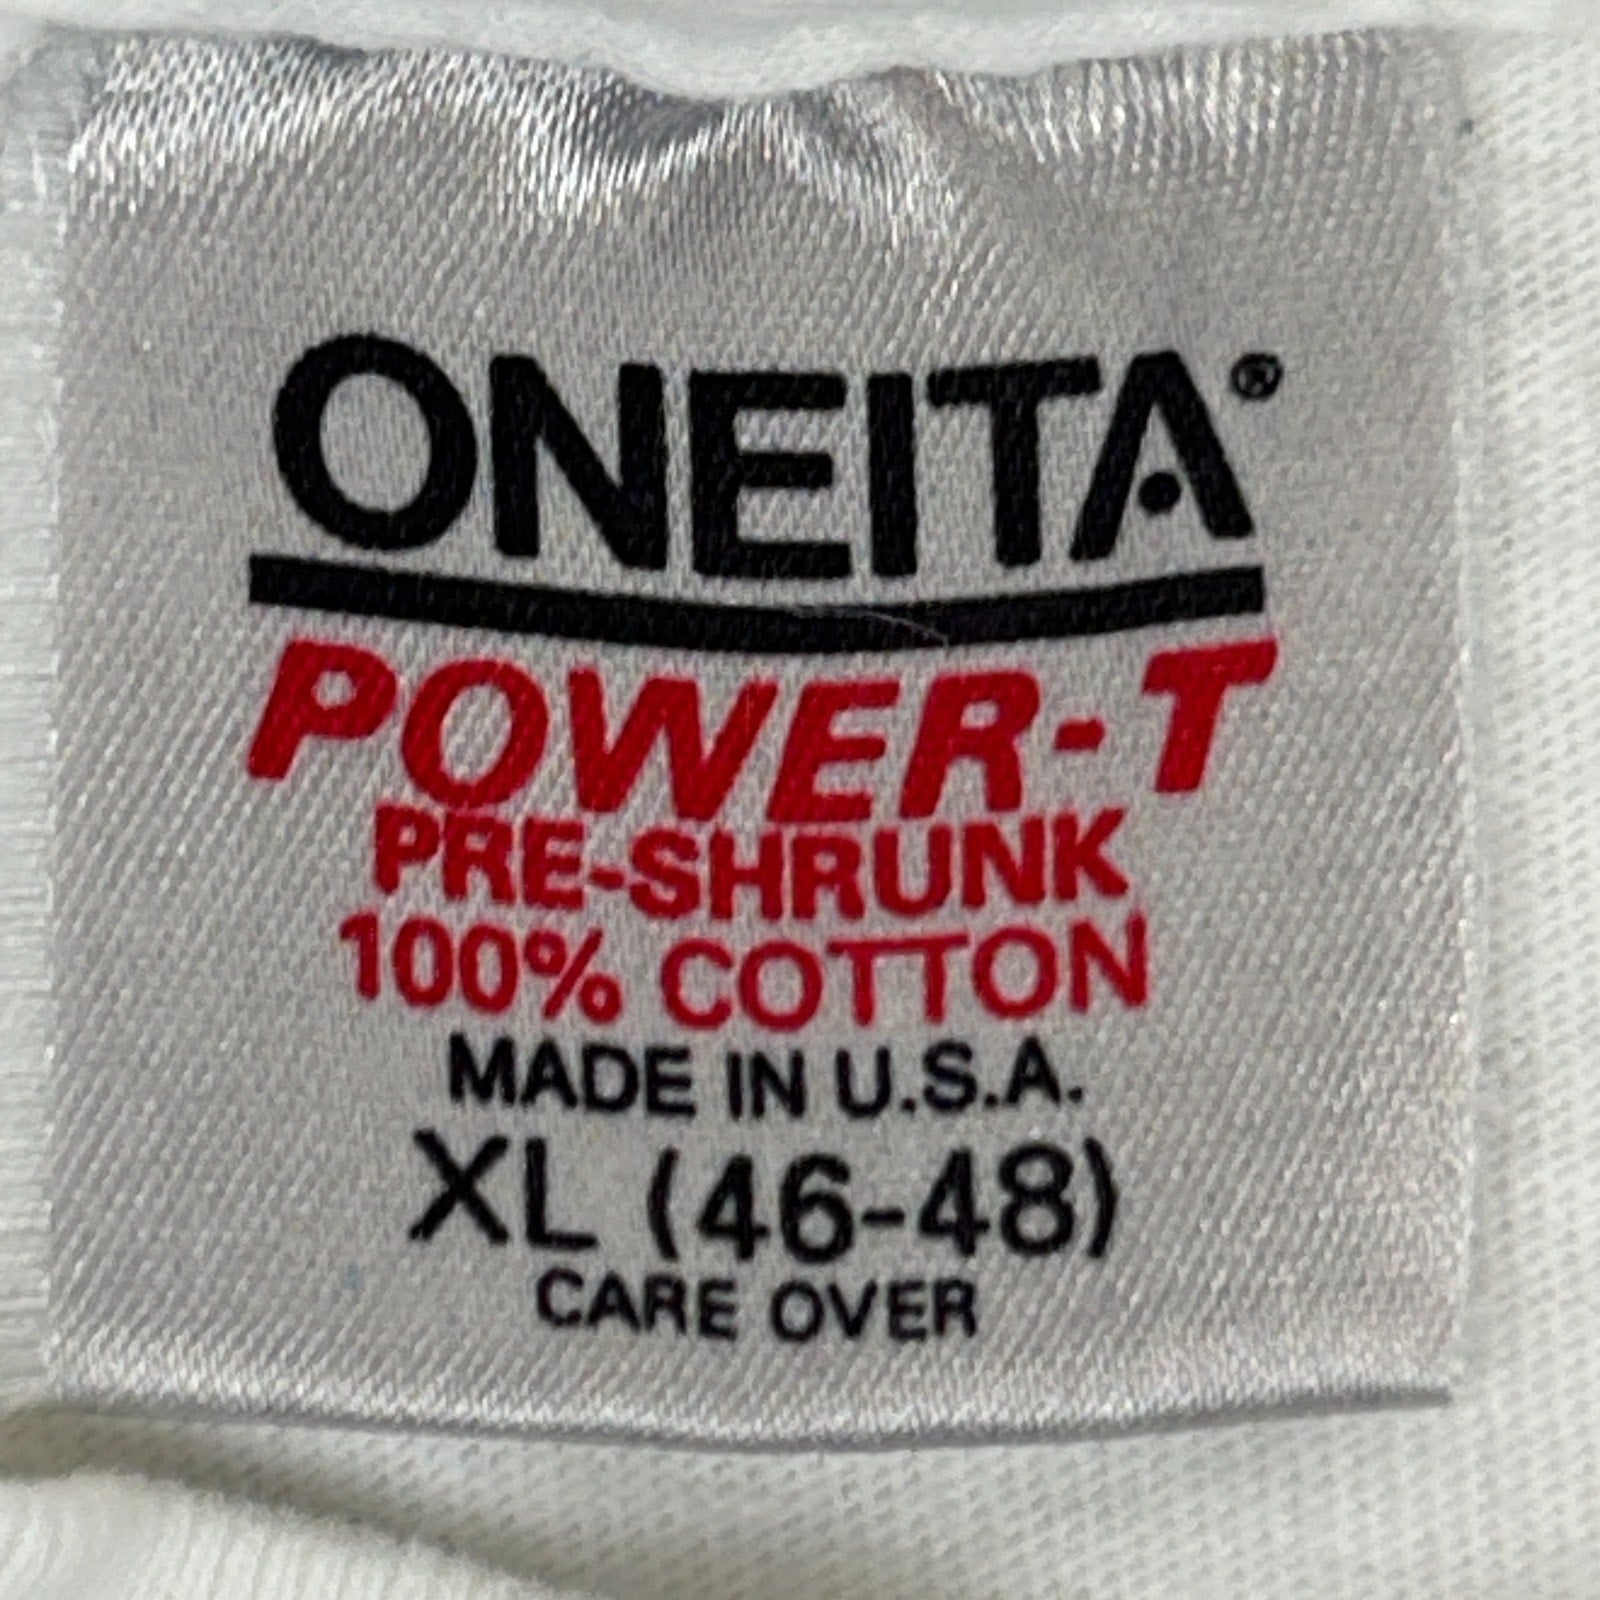 ONEITA®
POWER-T
PRE-SHRUNK
100% COTTON
MADE IN U.S.A.
XL (46-48)
CARE OVER